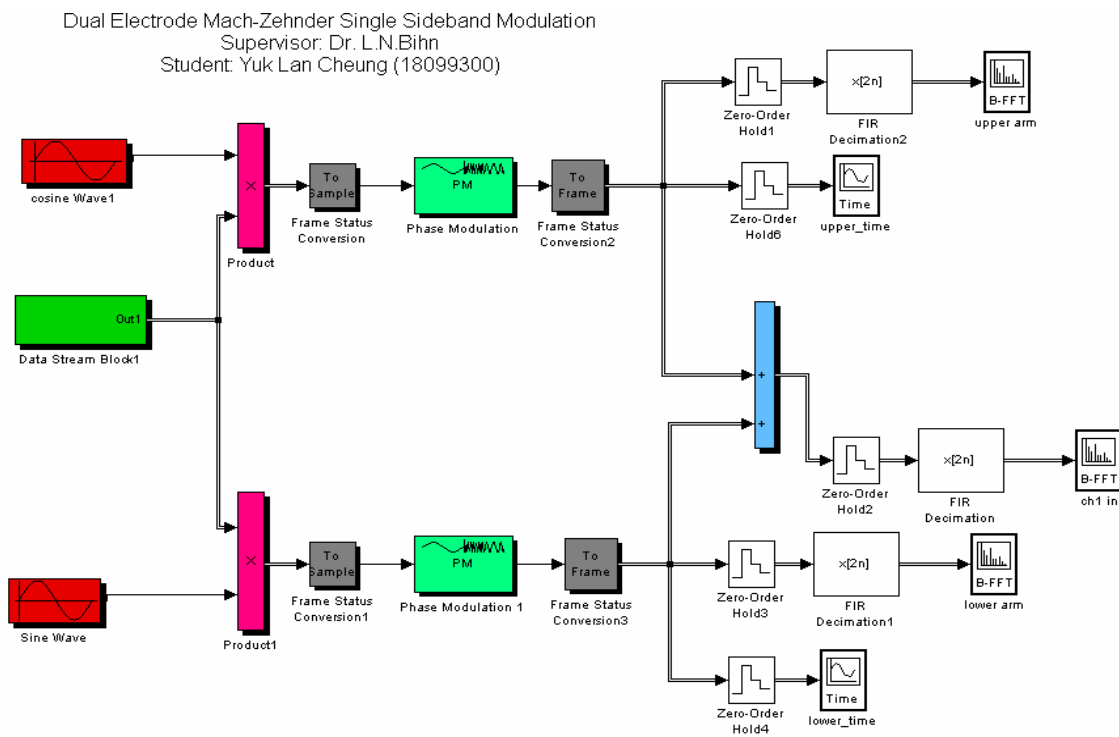 Dual Electrode Mach-Zehnder Single Sideband Modulation
Supervisor: Dr. L.N.Bihn
Student: Yuk Lan Cheung (18099300)
cosine Wave1
×
Product
To
Sample
Frame Status
Conversion
PM
Phase Modulation
To
Frame
Frame Status
Conversion2
Zero-Order
Hold1
x[2n]
FIR
Decimation2
B-FFT
upper arm
Zero-Order
Hold6
Time
upper_time
Out1
Data Stream Block1
+
+
Zero-Order
Hold2
x[2n]
FIR
Decimation
B-FFT
ch1 in
Sine Wave
×
Product1
To
Sample
Frame Status
Conversion1
PM
Phase Modulation 1
To
Frame
Frame Status
Conversion3
Zero-Order
Hold3
x[2n]
FIR
Decimation1
B-FFT
lower arm
Zero-Order
Hold4
Time
lower_time